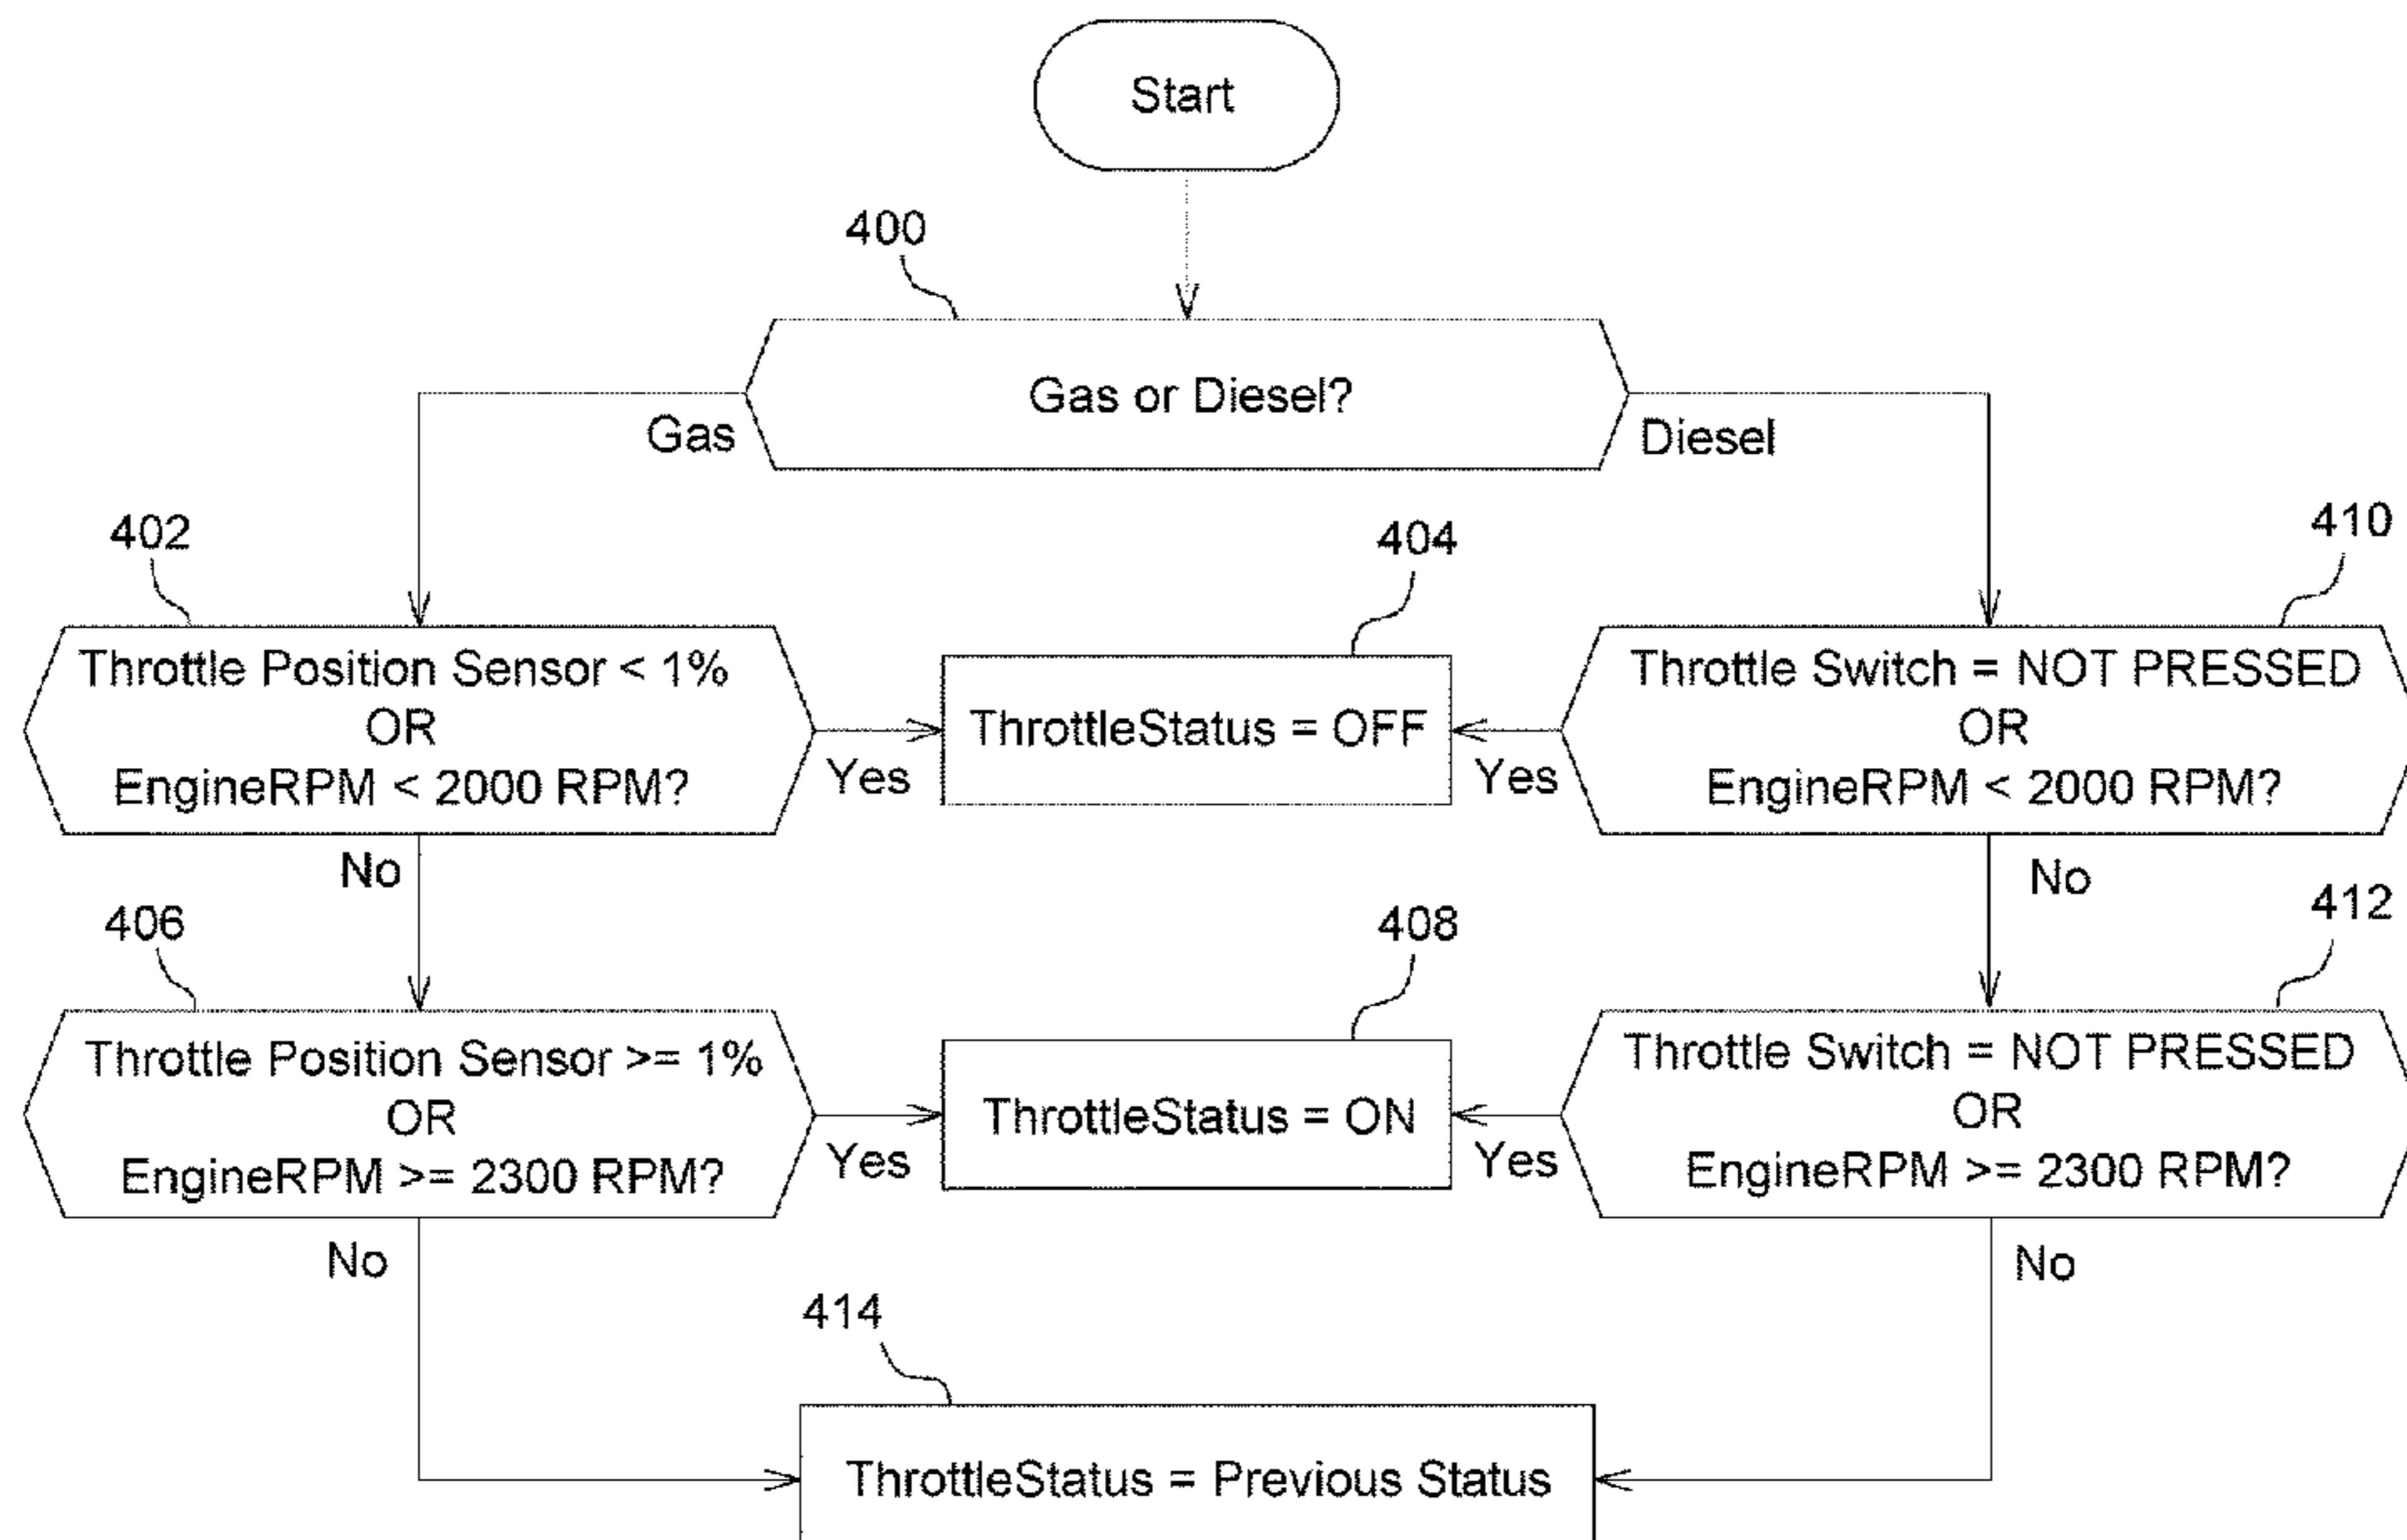 Start
400
Gas or Diesel?
Gas
Diesel
402
404
410
Throttle Position Sensor < 1%
OR
EngineRPM < 2000 RPM?
Yes
ThrottleStatus = OFF
Yes
Throttle Switch = NOT PRESSED
OR
EngineRPM < 2000 RPM?
No
No
406
408
412
Throttle Position Sensor >= 1%
OR
EngineRPM >= 2300 RPM?
Yes
ThrottleStatus = ON
Yes
Throttle Switch = NOT PRESSED
OR
EngineRPM >= 2300 RPM?
No
No
414
ThrottleStatus = Previous Status